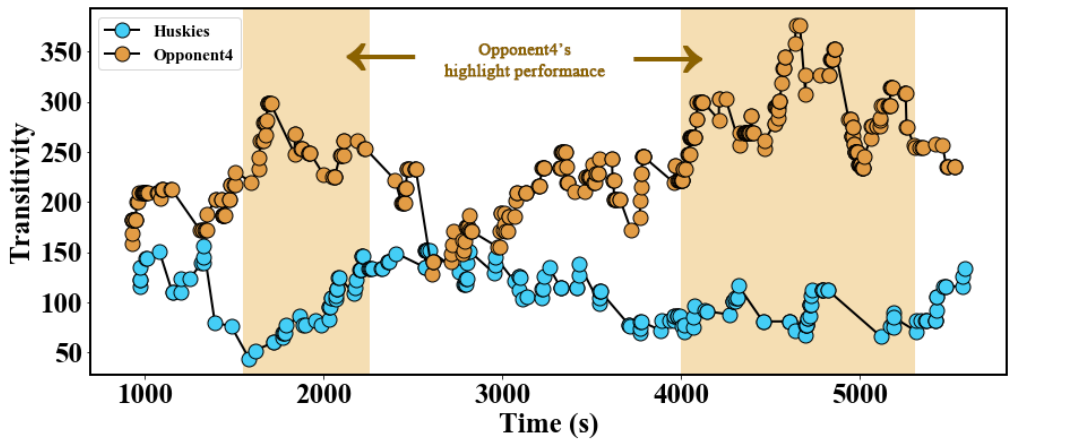 Huskies
Opponent4
Opponent4's
highlight performance
Transitivity
350
300
250
200
150
100
50
1000
2000
3000
4000
5000
Time (s)